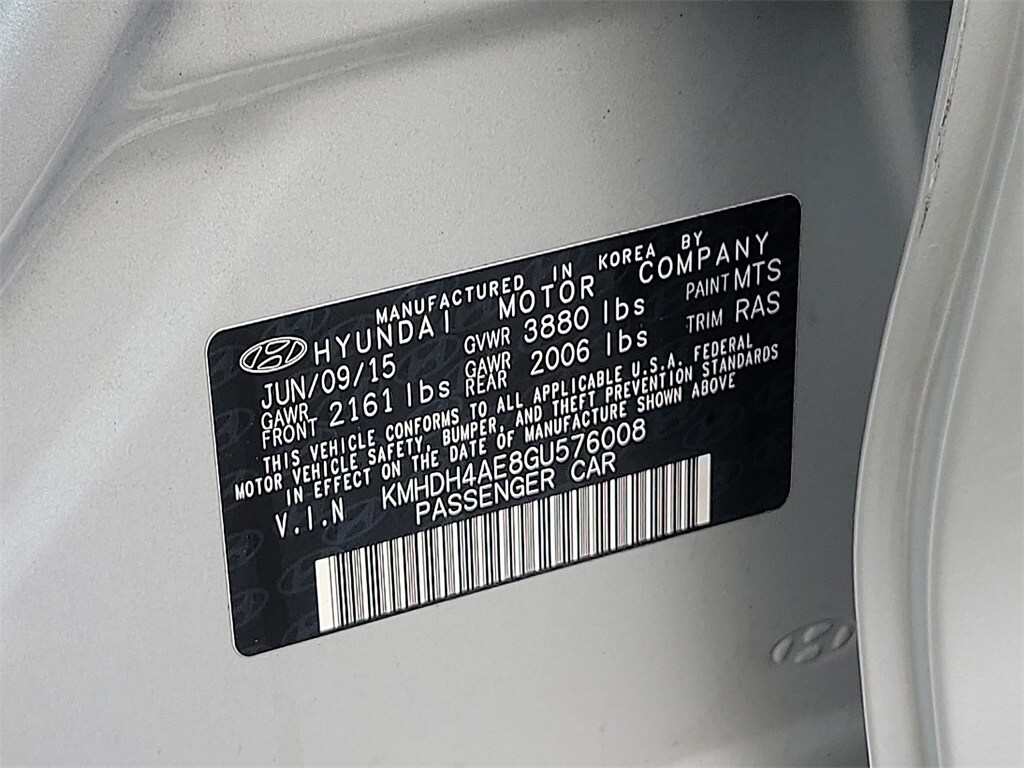 MANUFACTURED IN KOREA BY
HYUNDAI MOTOR COMPANY
JUN/09/15 GVWR 3880 lbs PAINT MTS
GAWR FRONT 2161 lbs GAWR REAR 2006 lbs TRIM RAS
THIS VEHICLE CONFORMS TO ALL APPLICABLE U.S.A. FEDERAL
MOTOR VEHICLE SAFETY, BUMPER, AND THEFT PREVENTION STANDARDS
IN EFFECT ON THE DATE OF MANUFACTURE SHOWN ABOVE
V.I.N KMHDH4AE8GU576008
PASSENGER CAR